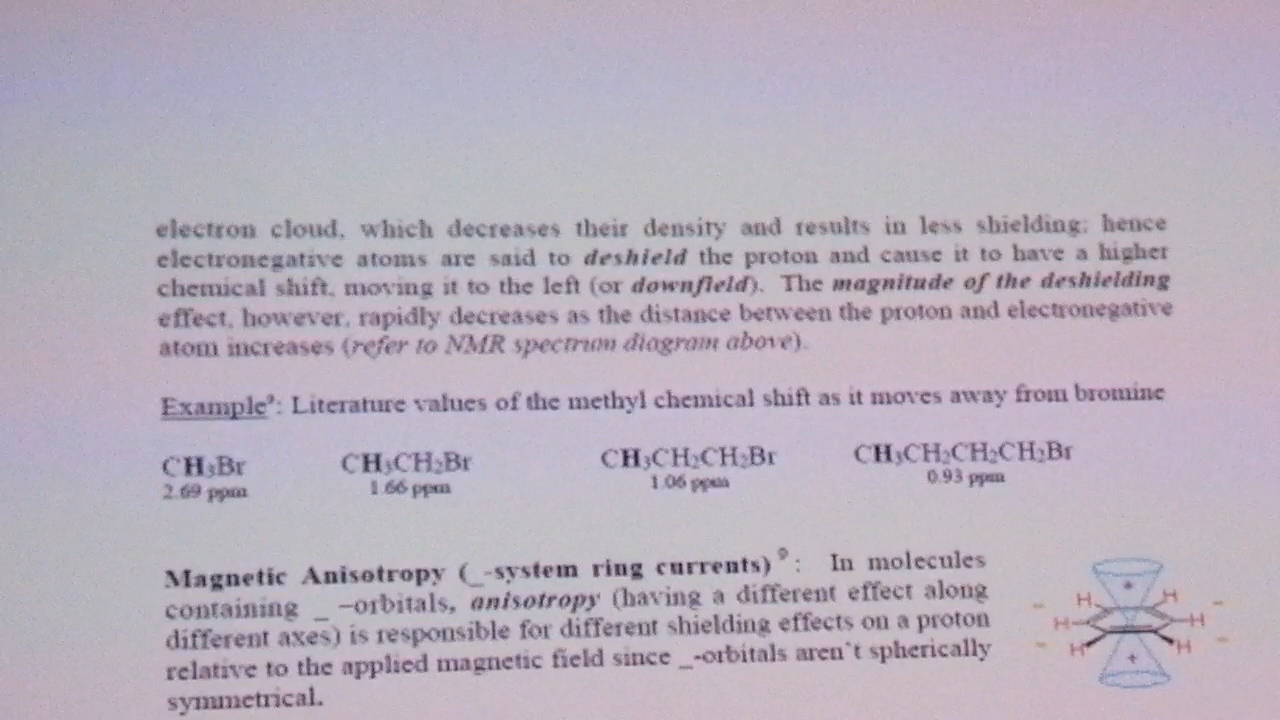 electron cloud, which decreases their density and results in less shielding; hence
electronegative atoms are said to deshield the proton and cause it to have a higher
chemical shift, moving it to the left (or downfield). The magnitude of the deshielding
effect, however, rapidly decreases as the distance between the proton and electronegative
atom increases (refer to NMR spectrum diagram above).
Example⁹: Literature values of the methyl chemical shift as it moves away from bromine
CH₃Br CH₃CH₂Br CH₃CH₂CH₂Br CH₃CH₂CH₂CH₂Br
2.69 ppm 1.66 ppm 1.06 ppm 0.93 ppm
Magnetic Anisotropy (_-system ring currents) ⁹: In molecules
containing _ –orbitals, anisotropy (having a different effect along
different axes) is responsible for different shielding effects on a proton
relative to the applied magnetic field since _-orbitals aren't spherically
symmetrical.
+
– H H –
H H
– H H –
+